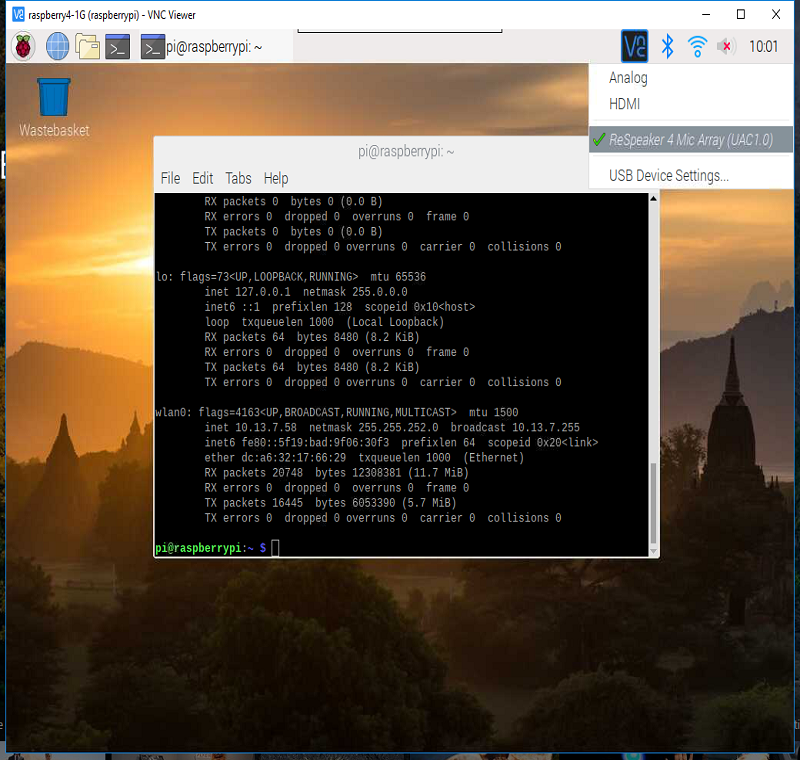 raspberry4-1G (raspberrypi) - VNC Viewer
pi@raspberrypi: ~
10:01
Analog
HDMI
ReSpeaker 4 Mic Array (UAC1.0)
USB Device Settings...
Wastebasket
pi@raspberrypi: ~
File Edit Tabs Help
RX packets 0 bytes 0 (0.0 B)
RX errors 0 dropped 0 overruns 0 frame 0
TX packets 0 bytes 0 (0.0 B)
TX errors 0 dropped 0 overruns 0 carrier 0 collisions 0
lo: flags=73<UP,LOOPBACK,RUNNING> mtu 65536
inet 127.0.0.1 netmask 255.0.0.0
inet6 ::1 prefixlen 128 scopeid 0x10<host>
loop txqueuelen 1000 (Local Loopback)
RX packets 64 bytes 8480 (8.2 KiB)
RX errors 0 dropped 0 overruns 0 frame 0
TX packets 64 bytes 8480 (8.2 KiB)
TX errors 0 dropped 0 overruns 0 carrier 0 collisions 0
wlan0: flags=4163<UP,BROADCAST,RUNNING,MULTICAST> mtu 1500
inet 10.13.7.58 netmask 255.255.252.0 broadcast 10.13.7.255
inet6 fe80::5f19:bad:9f06:30f3 prefixlen 64 scopeid 0x20<link>
ether dc:a6:32:17:66:29 txqueuelen 1000 (Ethernet)
RX packets 20748 bytes 12308381 (11.7 MiB)
RX errors 0 dropped 0 overruns 0 frame 0
TX packets 16445 bytes 6053390 (5.7 MiB)
TX errors 0 dropped 0 overruns 0 carrier 0 collisions 0
pi@raspberrypi:~ $